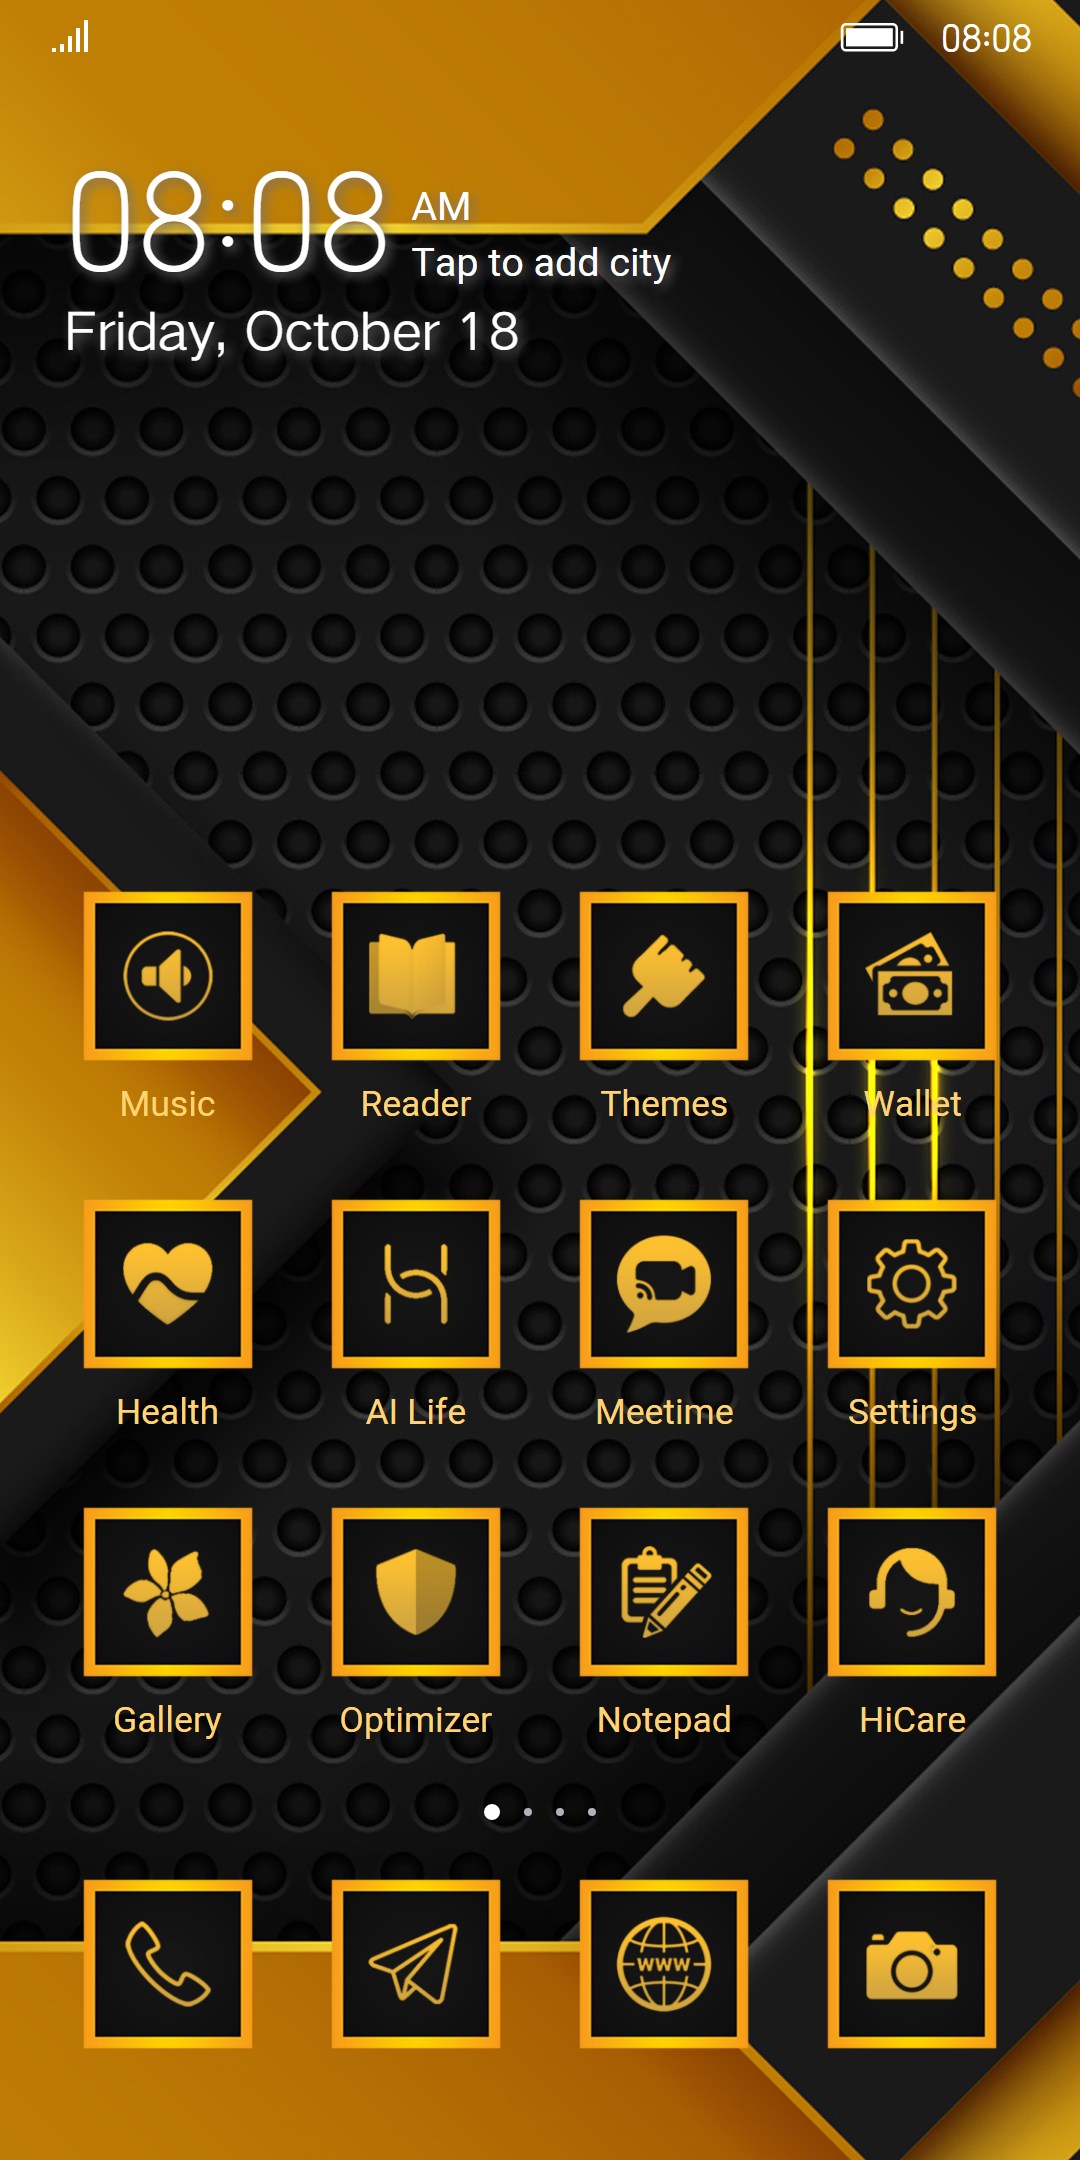 08:08
08:08 AM
Tap to add city
Friday, October 18
Music Reader Themes Wallet
Health AI Life Meetime Settings
Gallery Optimizer Notepad HiCare
www